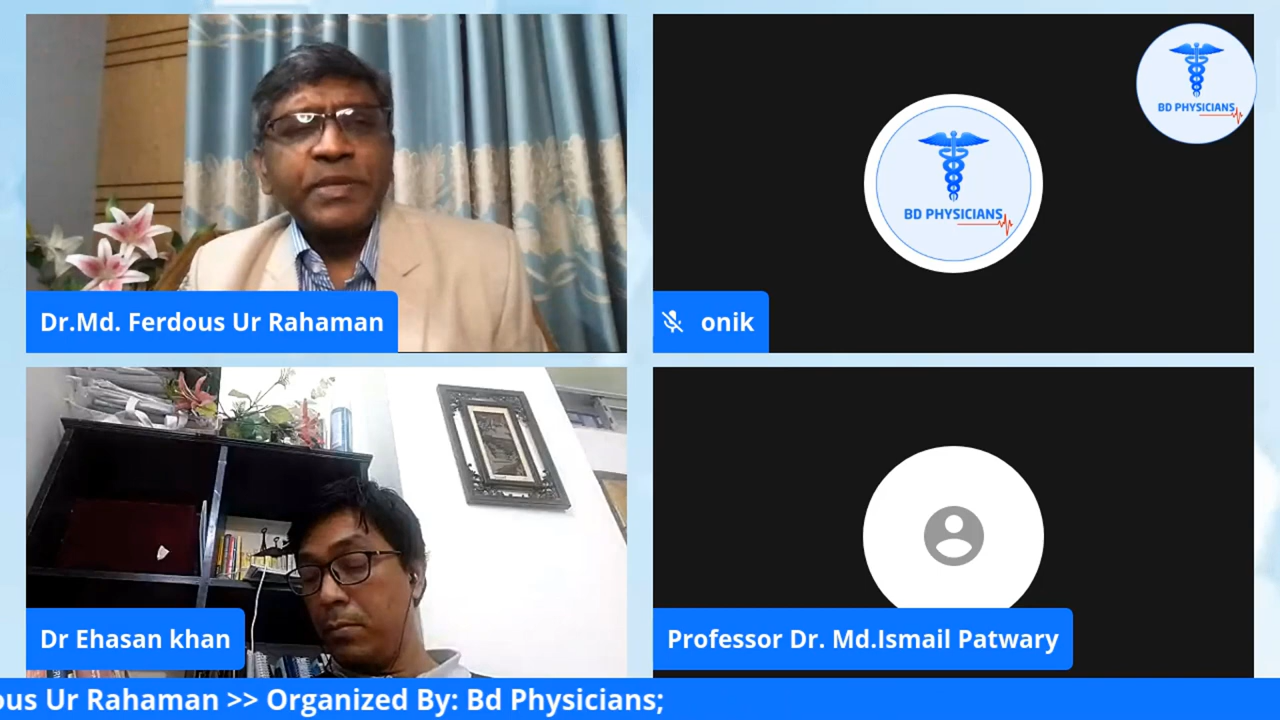 BD PHYSICIANS
BD PHYSICIANS
Dr.Md. Ferdous Ur Rahaman
onik
Dr Ehasan khan
Professor Dr. Md.Ismail Patwary
ous Ur Rahaman >> Organized By: Bd Physicians;